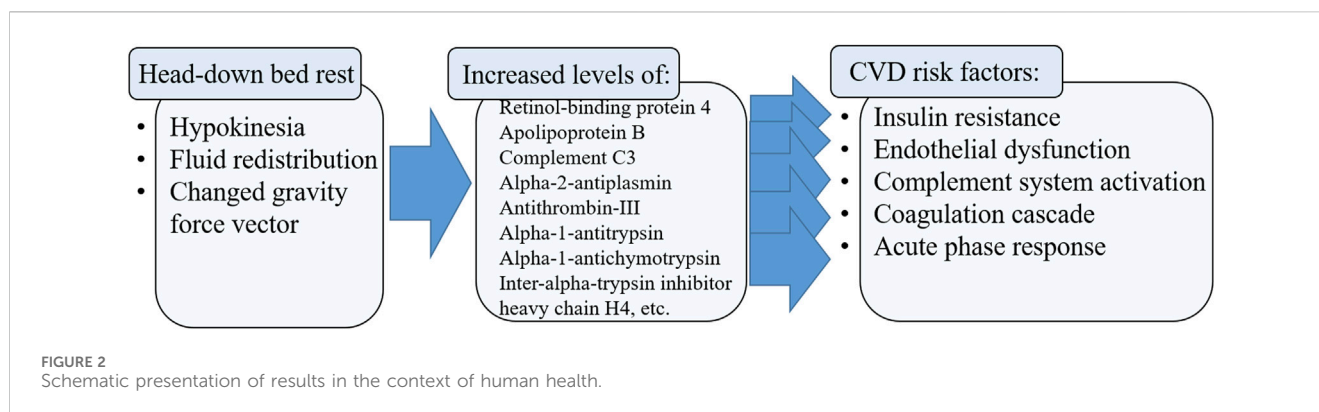 Head-down bed rest
• Hypokinesia
• Fluid redistribution
• Changed gravity
force vector
Increased levels of:
Retinol-binding protein 4
Apolipoprotein B
Complement C3
Alpha-2-antiplasmin
Antithrombin-III
Alpha-1-antitrypsin
Alpha-1-antichymotrypsin
Inter-alpha-trypsin inhibitor
heavy chain H4, etc.
CVD risk factors:
• Insulin resistance
• Endothelial dysfunction
• Complement system activation
• Coagulation cascade
• Acute phase response
FIGURE 2
Schematic presentation of results in the context of human health.